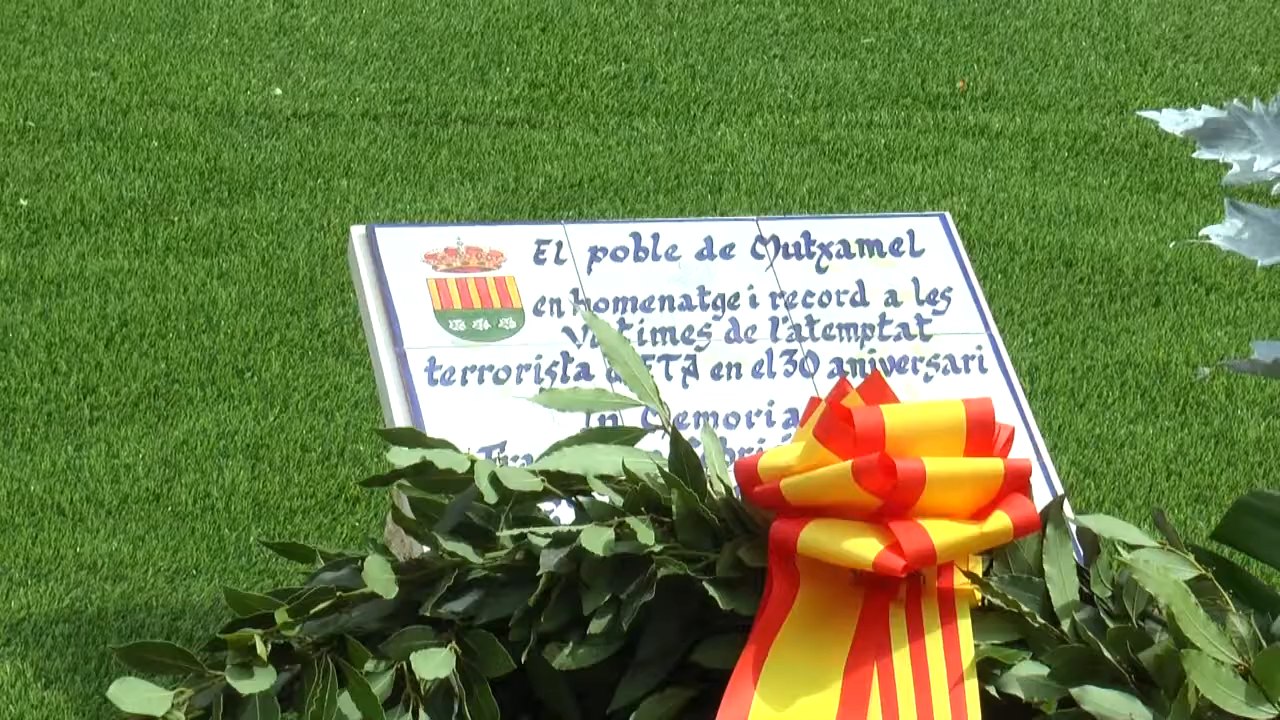 El poble de Mutxamel
en homenatge i record a les
Víctimes de l'atemptat
terrorista d'ETA en el 30 aniversari
In Memoria